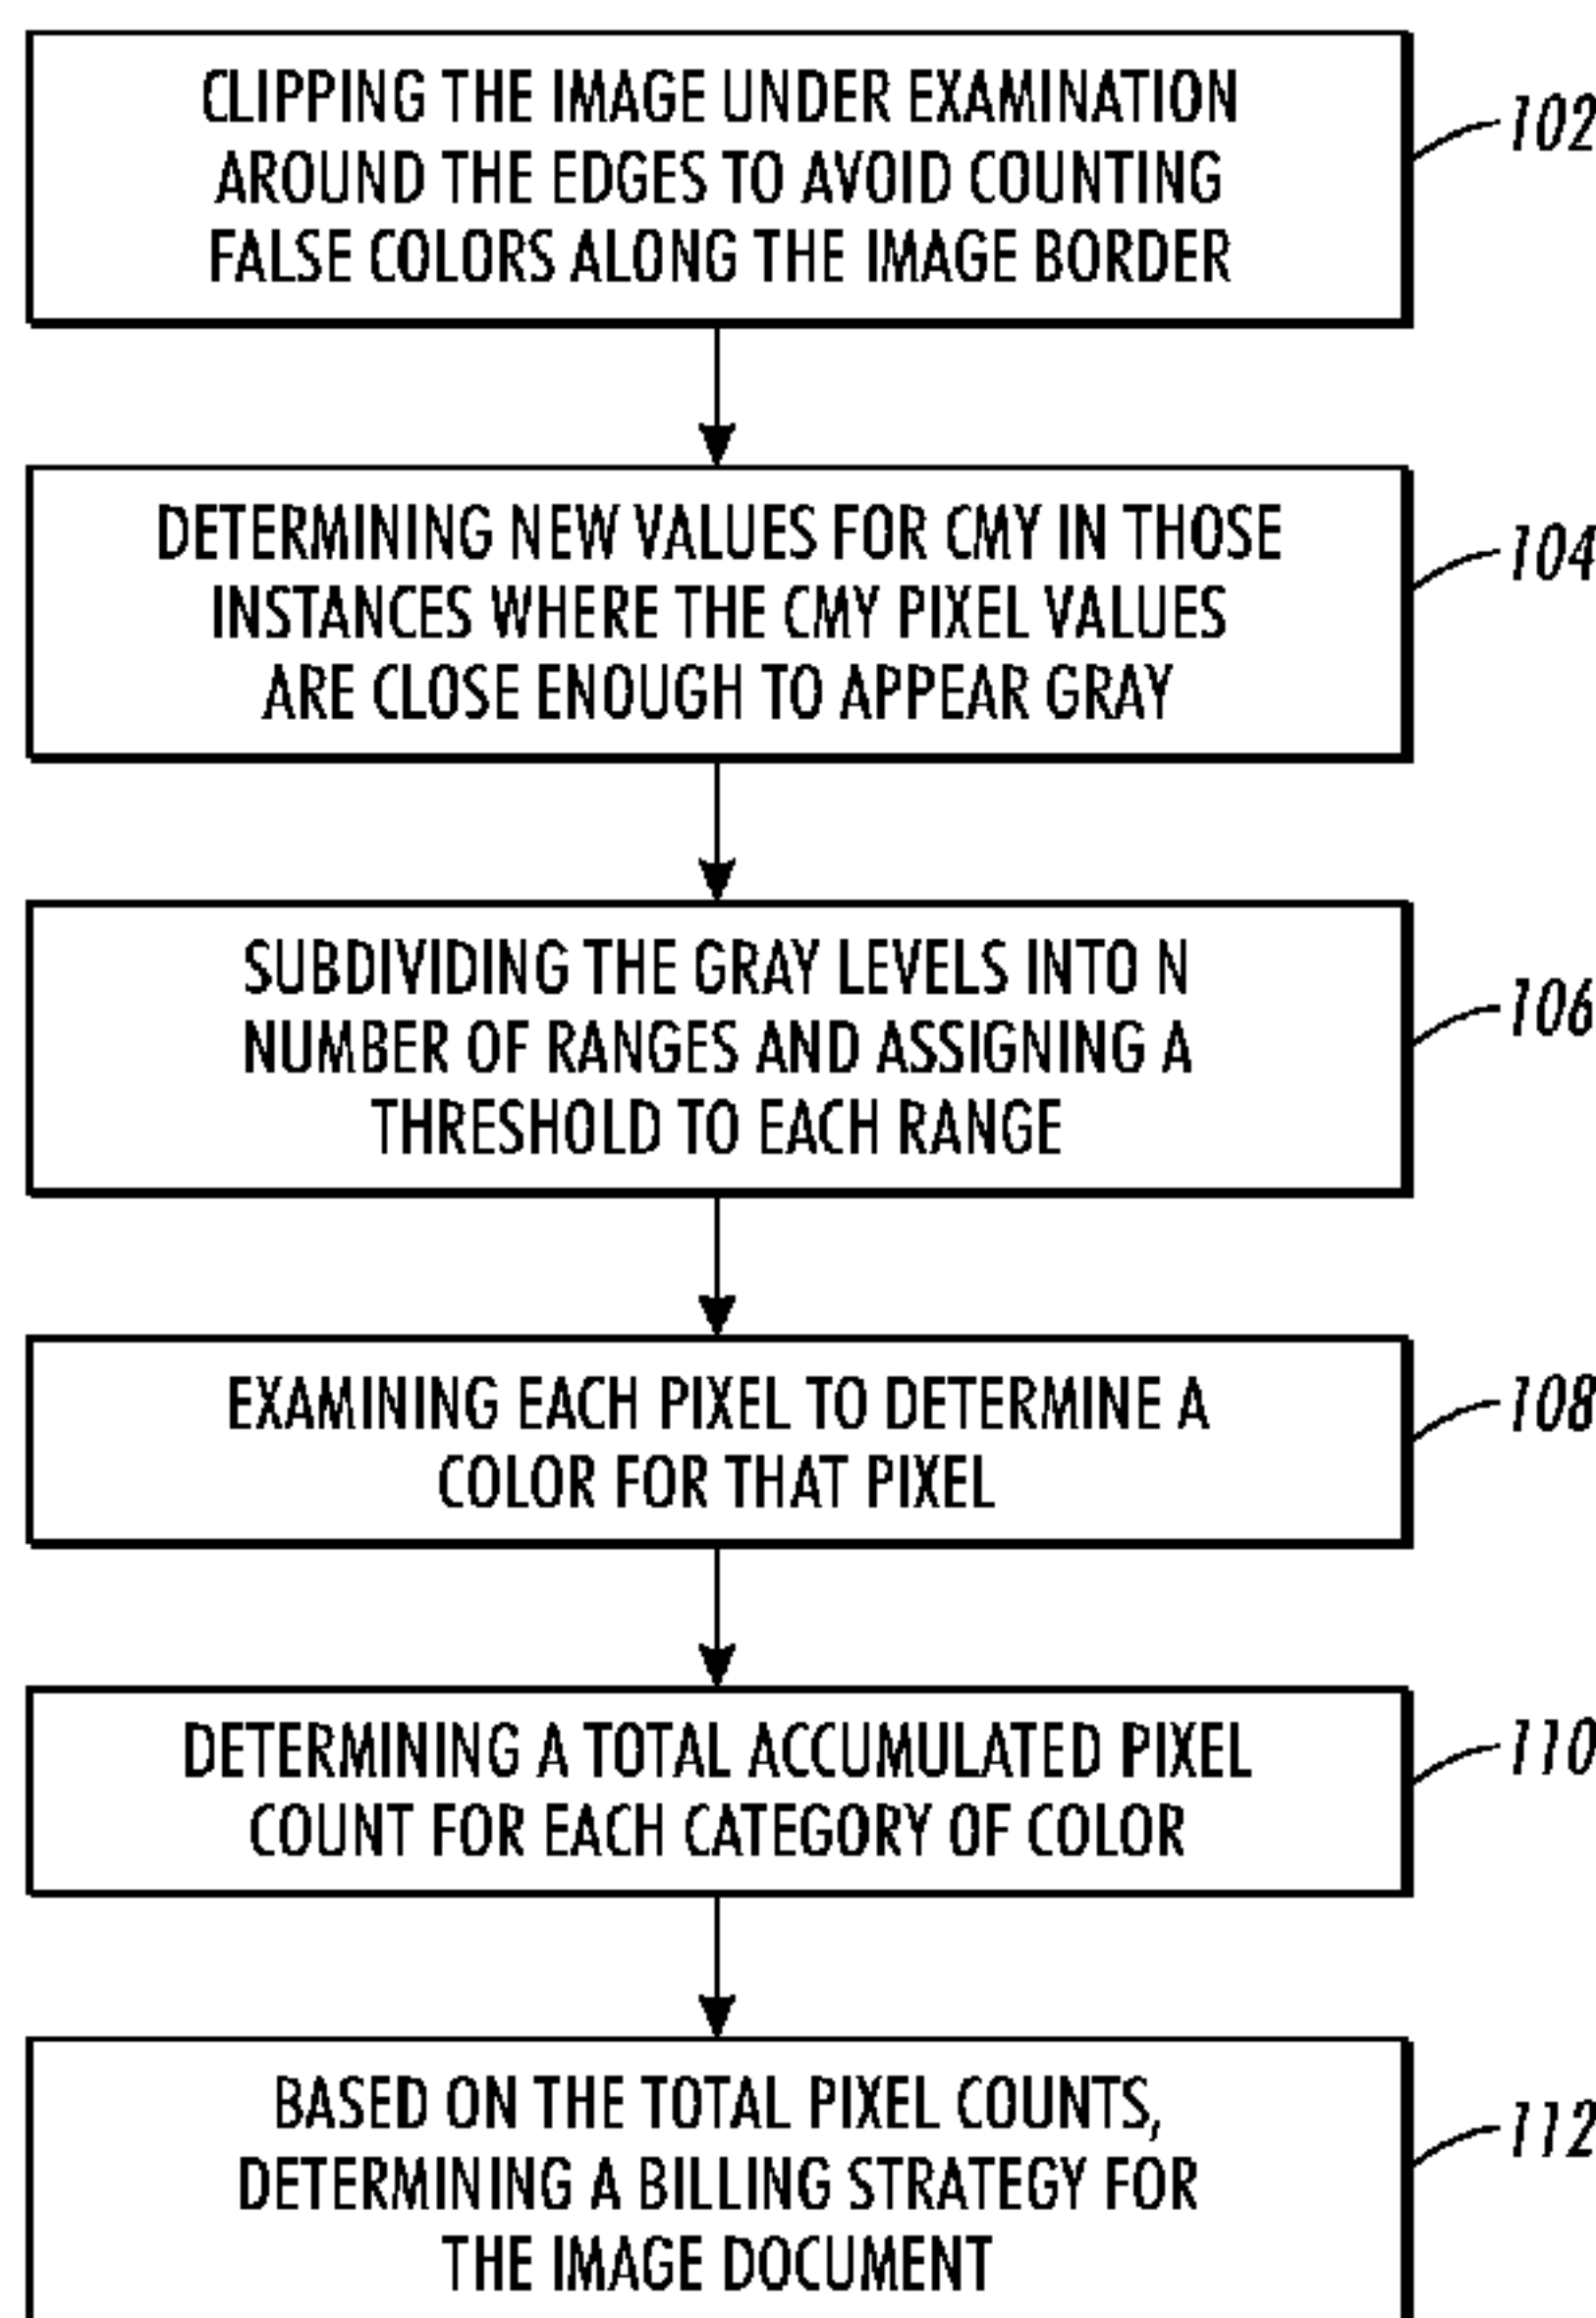 CLIPPING THE IMAGE UNDER EXAMINATION
AROUND THE EDGES TO AVOID COUNTING
FALSE COLORS ALONG THE IMAGE BORDER
102
DETERMINING NEW VALUES FOR CMY IN THOSE
INSTANCES WHERE THE CMY PIXEL VALUES
ARE CLOSE ENOUGH TO APPEAR GRAY
104
SUBDIVIDING THE GRAY LEVELS INTO N
NUMBER OF RANGES AND ASSIGNING A
THRESHOLD TO EACH RANGE
106
EXAMINING EACH PIXEL TO DETERMINE A
COLOR FOR THAT PIXEL
108
DETERMINING A TOTAL ACCUMULATED PIXEL
COUNT FOR EACH CATEGORY OF COLOR
110
BASED ON THE TOTAL PIXEL COUNTS,
DETERMINING A BILLING STRATEGY FOR
THE IMAGE DOCUMENT
112